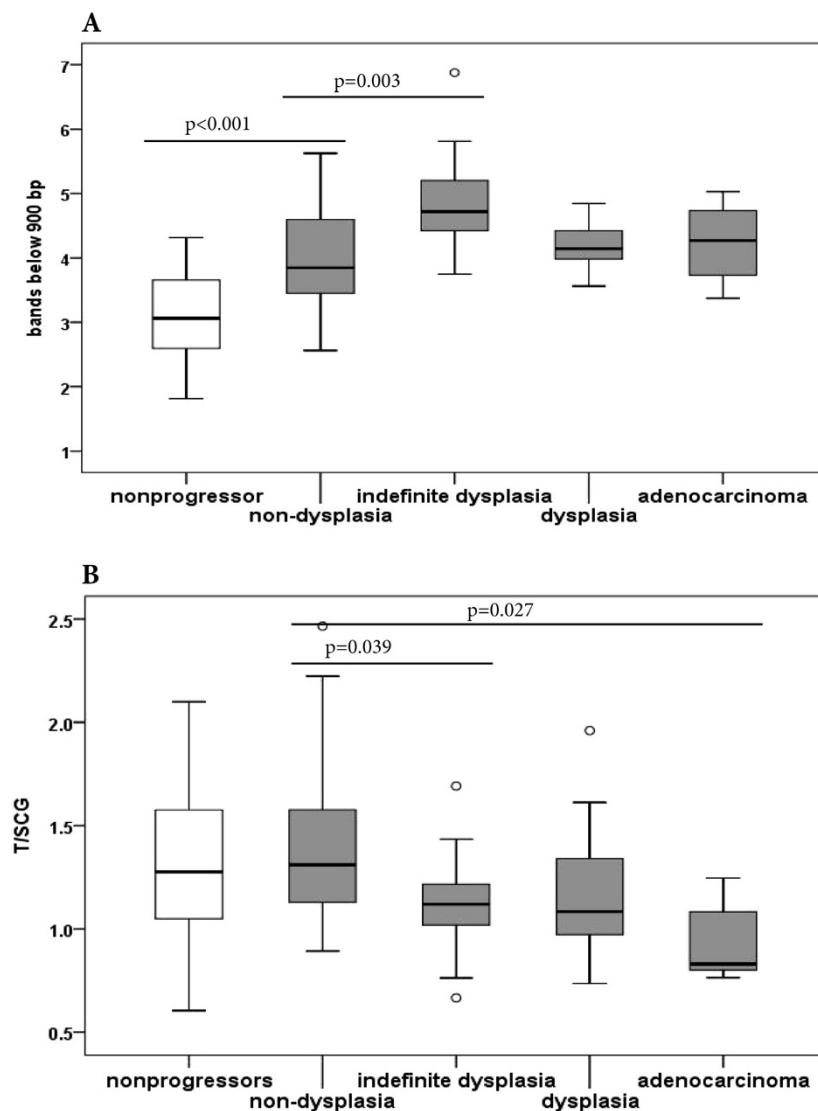 A
7
6
5
4
3
2
1
bands below 900 bp
p=0.003
p<0.001
nonprogressor
non-dysplasia
indefinite dysplasia
dysplasia
adenocarcinoma
B
2.5
2.0
1.5
1.0
0.5
T/SCG
p=0.027
p=0.039
nonprogressors
non-dysplasia
indefinite dysplasia
dysplasia
adenocarcinoma